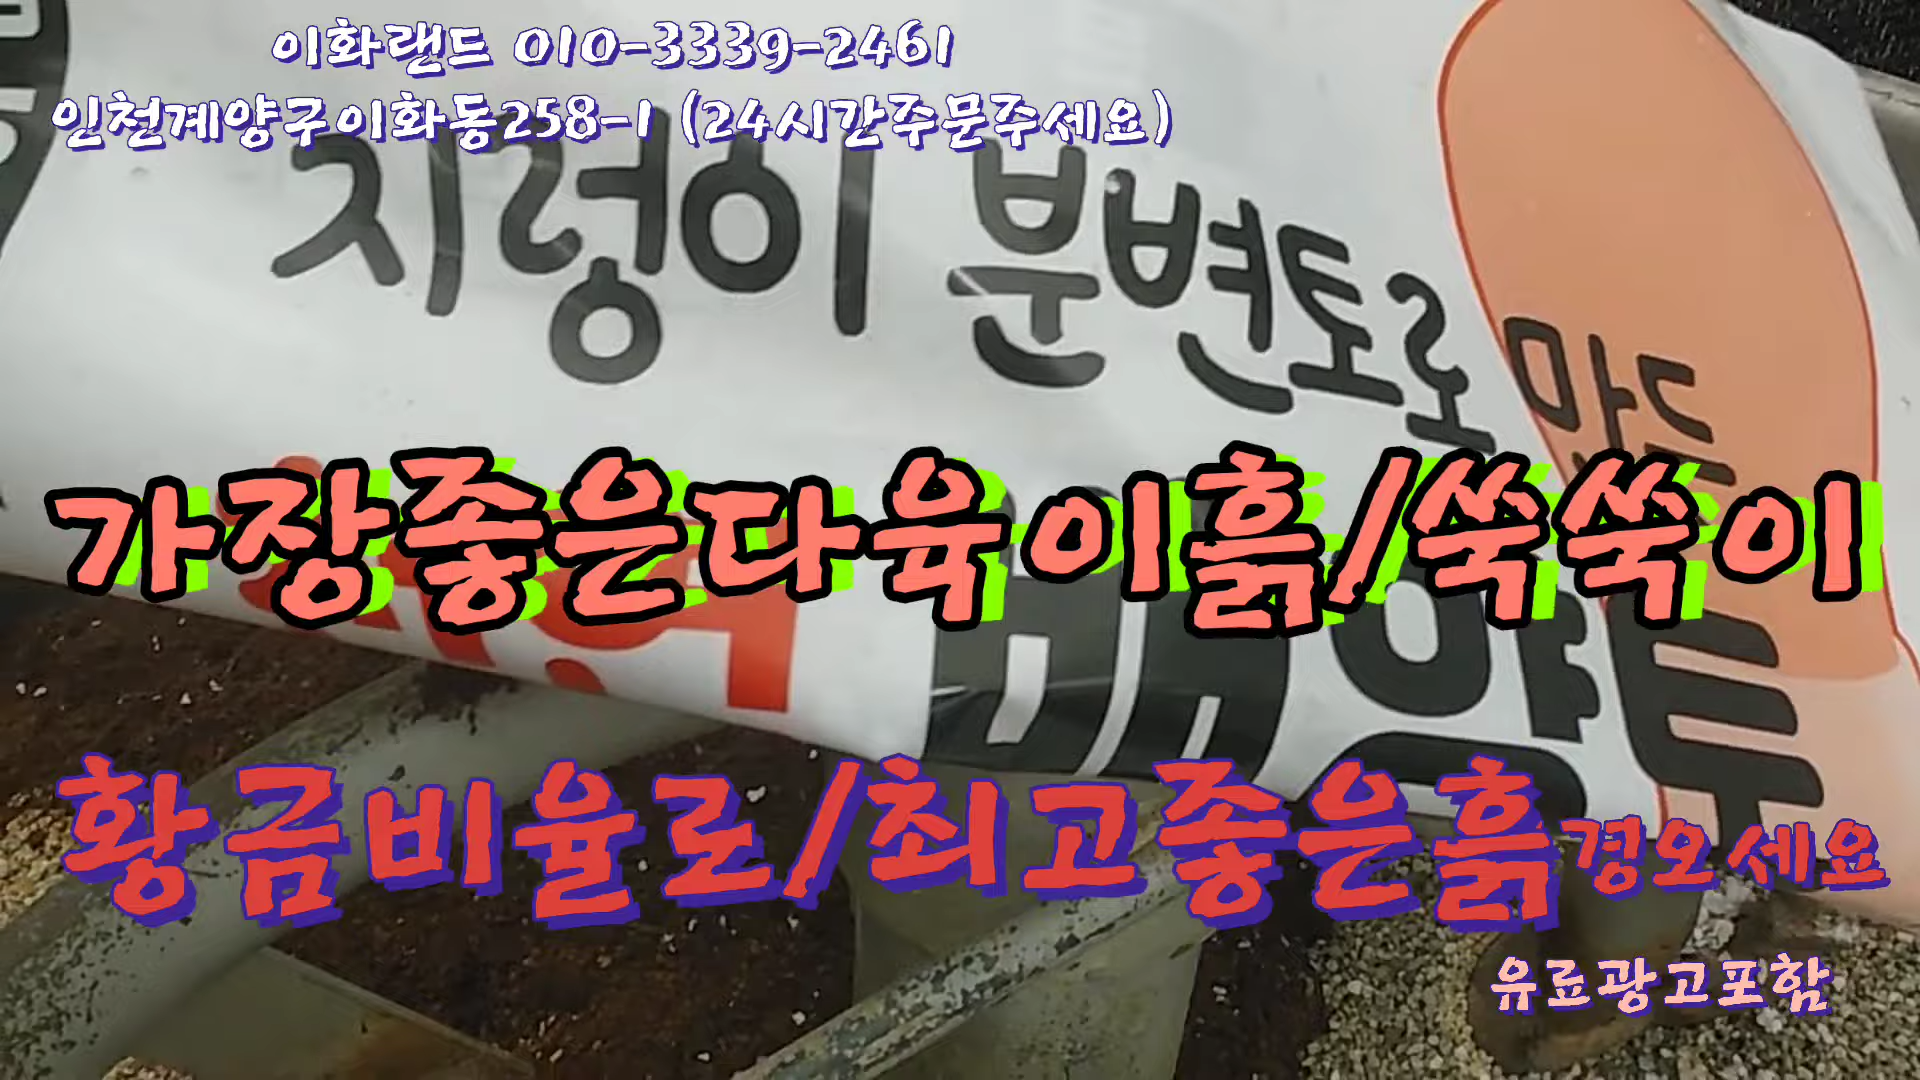 이화랜드 010-3339-2461
인천계양구이화동258-1 (24시간주문주세요)
지렁이 분변토로 만든
가장좋은다육이흙/쑥쑥이
배양토
황금비율로/최고좋은흙경오세요
유료광고포함